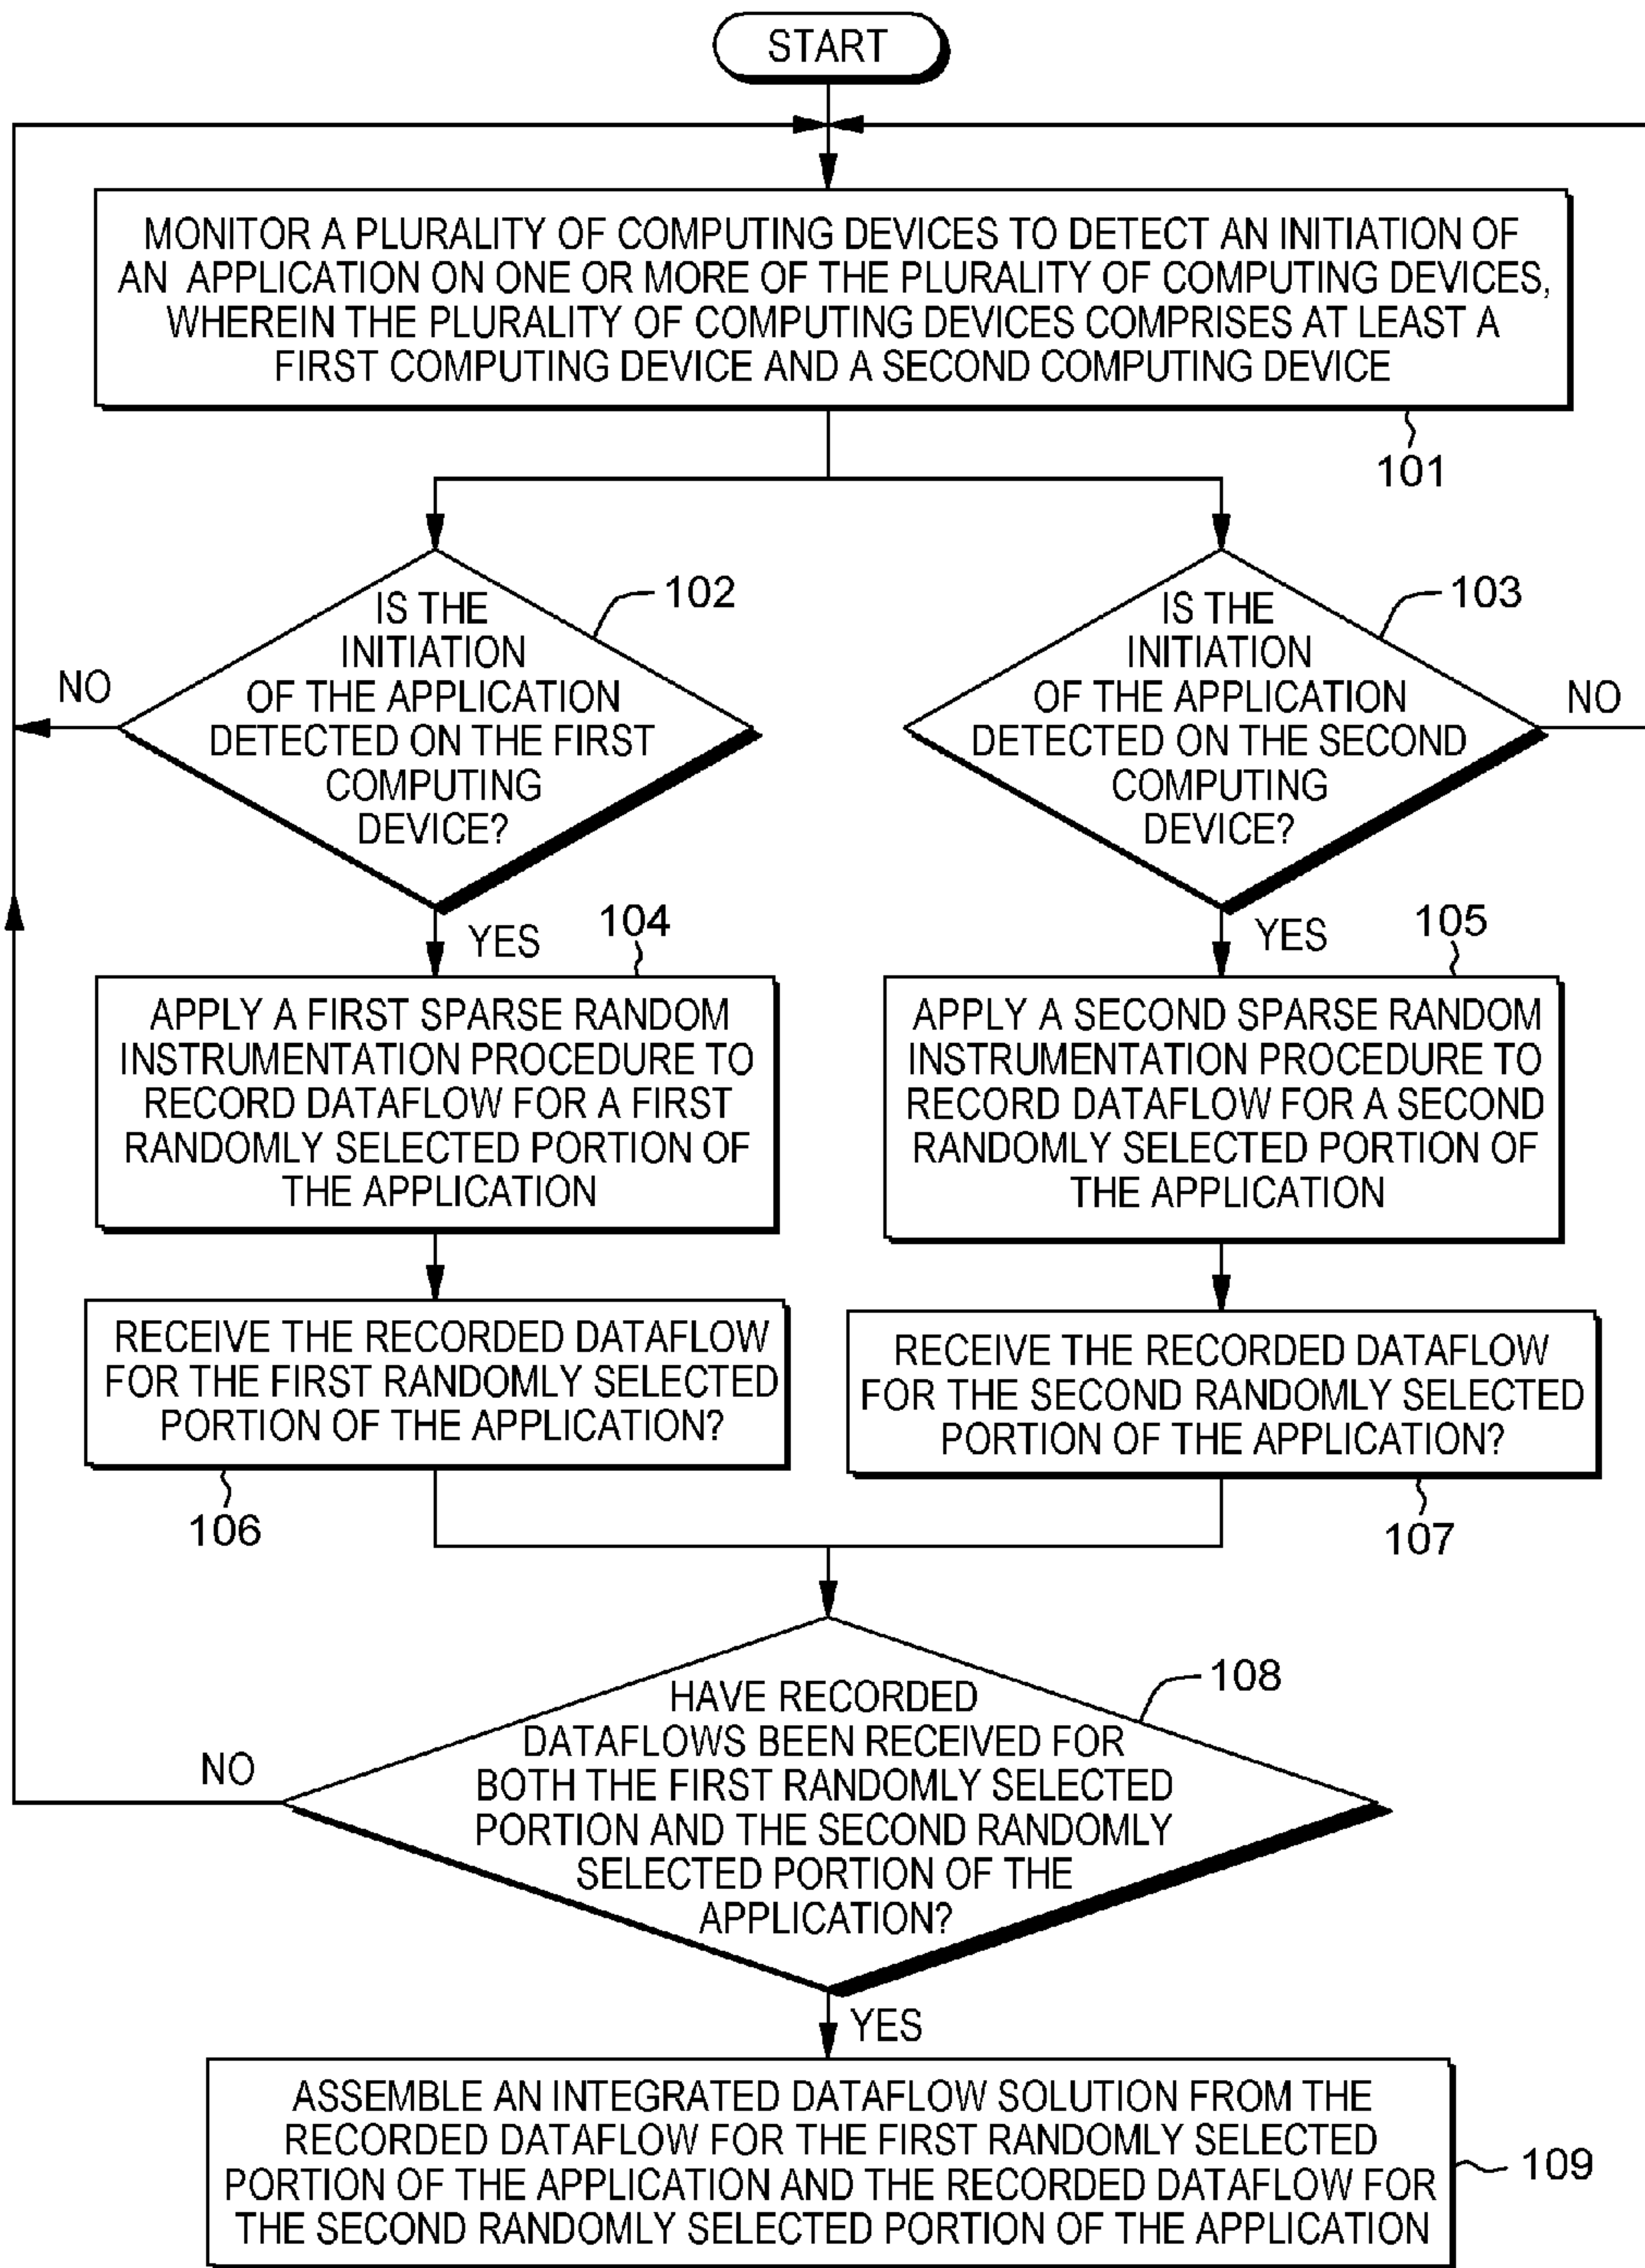 START
MONITOR A PLURALITY OF COMPUTING DEVICES TO DETECT AN INITIATION OF
AN APPLICATION ON ONE OR MORE OF THE PLURALITY OF COMPUTING DEVICES,
WHEREIN THE PLURALITY OF COMPUTING DEVICES COMPRISES AT LEAST A
FIRST COMPUTING DEVICE AND A SECOND COMPUTING DEVICE
101
102
IS THE
INITIATION
OF THE APPLICATION
DETECTED ON THE FIRST
COMPUTING
DEVICE?
NO
YES
103
IS THE
INITIATION
OF THE APPLICATION
DETECTED ON THE SECOND
COMPUTING
DEVICE?
NO
YES
104
APPLY A FIRST SPARSE RANDOM
INSTRUMENTATION PROCEDURE TO
RECORD DATAFLOW FOR A FIRST
RANDOMLY SELECTED PORTION OF
THE APPLICATION
105
APPLY A SECOND SPARSE RANDOM
INSTRUMENTATION PROCEDURE TO
RECORD DATAFLOW FOR A SECOND
RANDOMLY SELECTED PORTION OF
THE APPLICATION
RECEIVE THE RECORDED DATAFLOW
FOR THE FIRST RANDOMLY SELECTED
PORTION OF THE APPLICATION?
106
RECEIVE THE RECORDED DATAFLOW
FOR THE SECOND RANDOMLY SELECTED
PORTION OF THE APPLICATION?
107
108
HAVE RECORDED
DATAFLOWS BEEN RECEIVED FOR
BOTH THE FIRST RANDOMLY SELECTED
PORTION AND THE SECOND RANDOMLY
SELECTED PORTION OF THE
APPLICATION?
NO
YES
ASSEMBLE AN INTEGRATED DATAFLOW SOLUTION FROM THE
RECORDED DATAFLOW FOR THE FIRST RANDOMLY SELECTED
PORTION OF THE APPLICATION AND THE RECORDED DATAFLOW FOR
THE SECOND RANDOMLY SELECTED PORTION OF THE APPLICATION
109